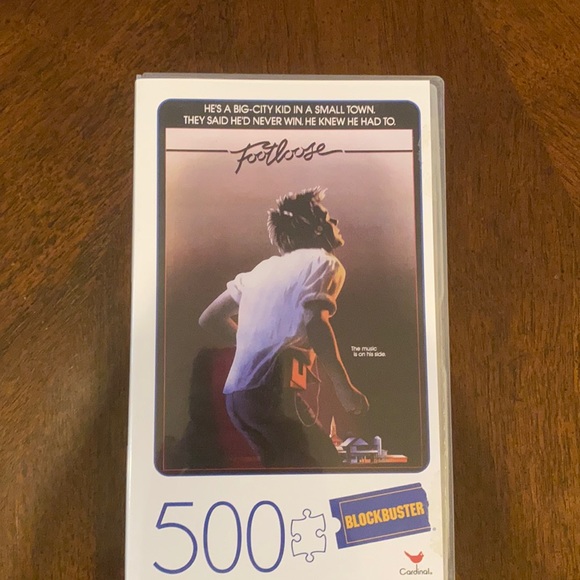 HE'S A BIG-CITY KID IN A SMALL TOWN.
THEY SAID HE'D NEVER WIN. HE KNEW HE HAD TO.
Footloose
The music
is on his side.
500
BLOCKBUSTER
Cardinal